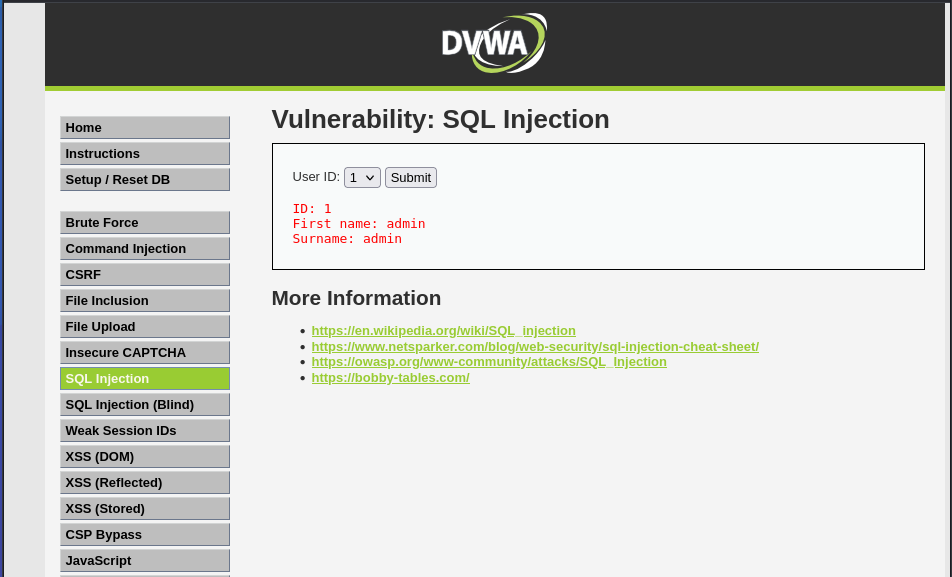 DVWA
Home
Instructions
Setup / Reset DB
Brute Force
Command Injection
CSRF
File Inclusion
File Upload
Insecure CAPTCHA
SQL Injection
SQL Injection (Blind)
Weak Session IDs
XSS (DOM)
XSS (Reflected)
XSS (Stored)
CSP Bypass
JavaScript
Vulnerability: SQL Injection
User ID: 1 Submit
ID: 1
First name: admin
Surname: admin
More Information
• https://en.wikipedia.org/wiki/SQL_injection
• https://www.netsparker.com/blog/web-security/sql-injection-cheat-sheet/
• https://owasp.org/www-community/attacks/SQL_Injection
• https://bobby-tables.com/